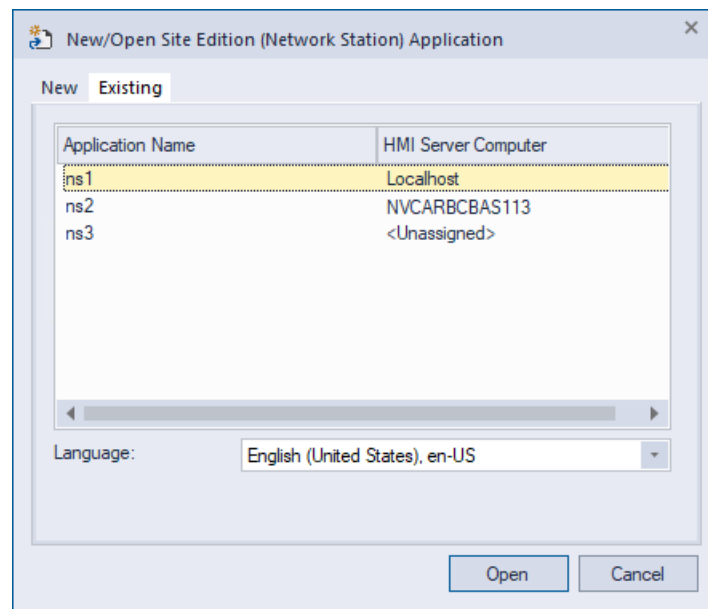 New/Open Site Edition (Network Station) Application
New Existing
Application Name HMI Server Computer
ns1 Localhost
ns2 NVCARBCBAS113
ns3 <Unassigned>
Language: English (United States), en-US
Open Cancel